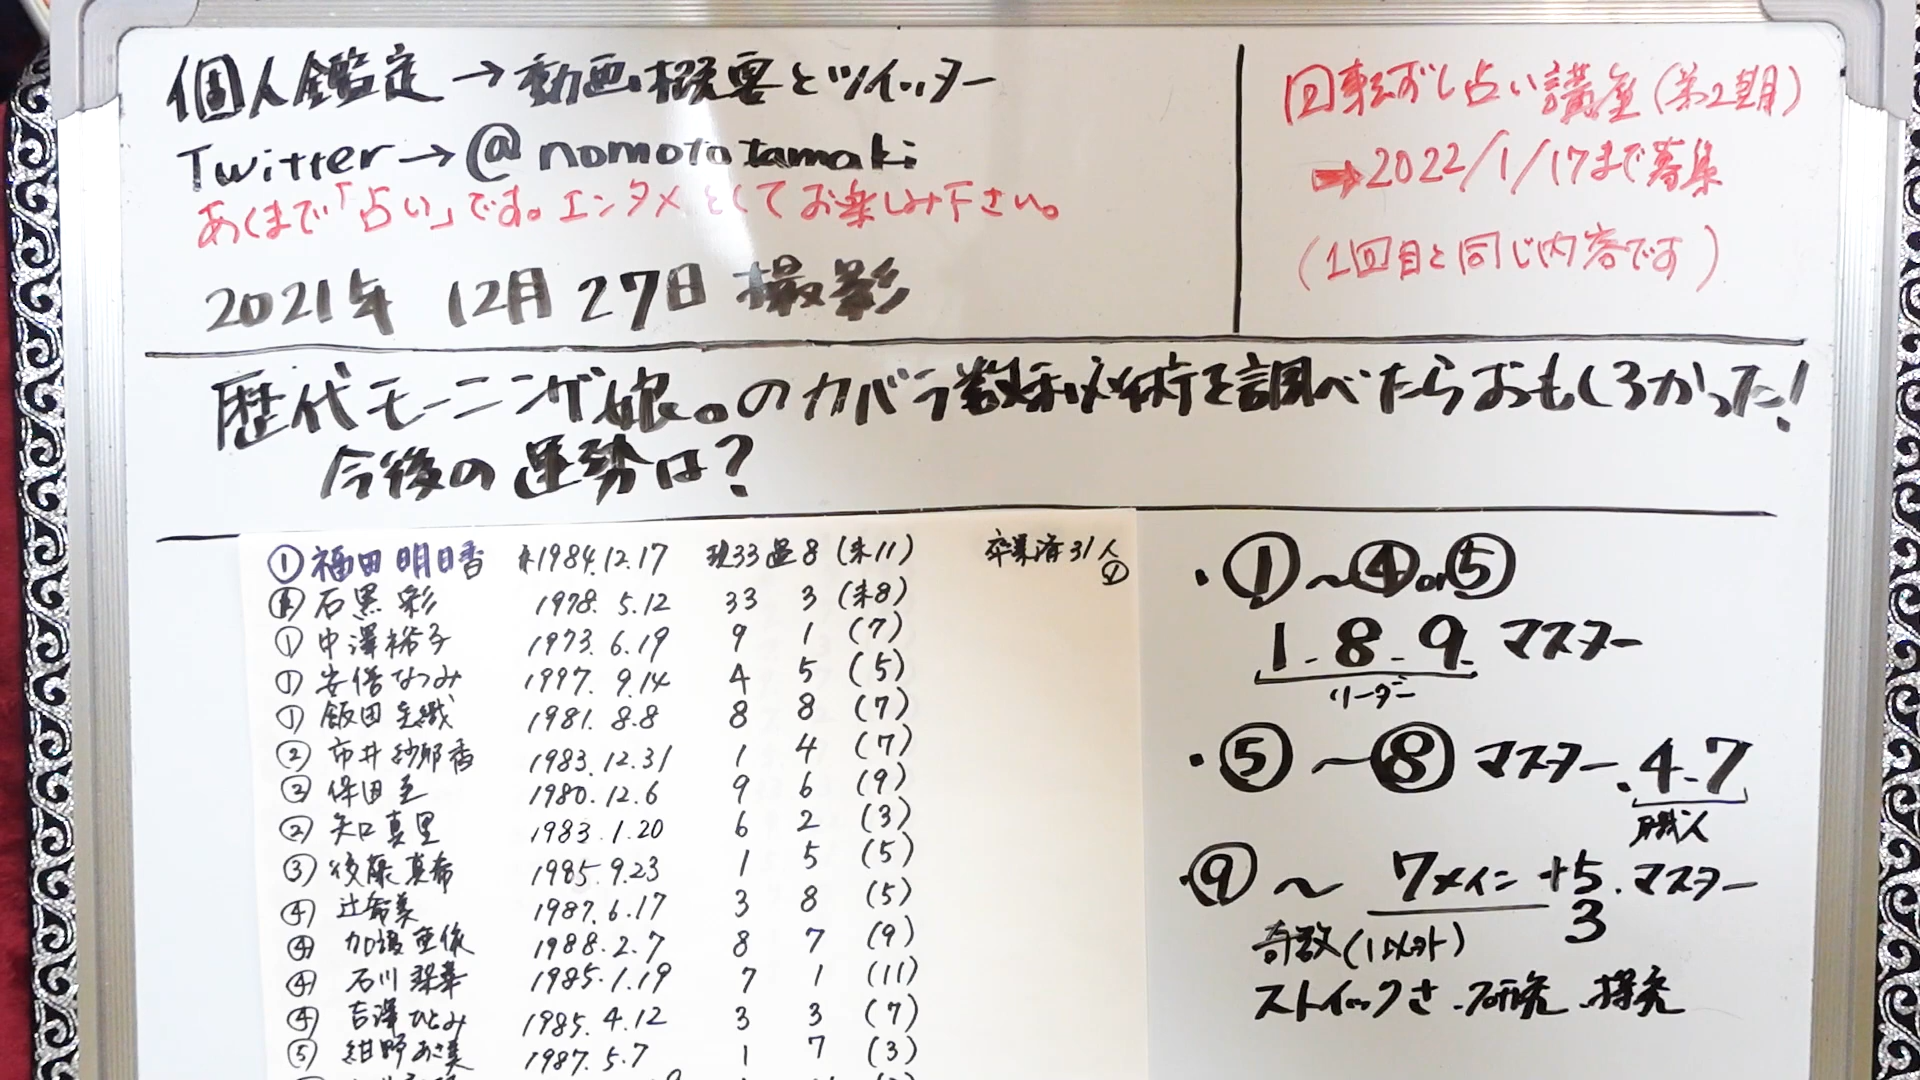 個人鑑定→動画概要とツイッター
Twitter→@nomototamaki
あくまで「占い」です。エンタメとしてお楽しみ下さい。
2021年 12月27日 撮影
回転ずし占い講座(第2期)
➡2022/1/17まで募集
(1回目と同じ内容です)
歴代モーニング娘。のカバラ数秘術を調べたらおもしろかった!
今後の運勢は?
① 福田明日香 1984.12.17 現33 過8 (未11) 卒業済31人
① 石黒彩 1978. 5.12 33 3 (未8)
① 中澤裕子 1973. 6.19 9 1 (7)
① 安倍なつみ 1997. 9.14 4 5 (5)
① 飯田圭織 1981. 8.8 8 8 (7)
② 市井紗耶香 1983.12.31 1 4 (7)
② 保田圭 1980.12.6 9 6 (9)
② 矢口真里 1983.1.20 6 2 (3)
③ 後藤真希 1985.9.23 1 5 (5)
④ 辻希美 1987.6.17 3 8 (5)
④ 加護亜依 1988.2.7 8 7 (9)
④ 石川梨華 1985.1.19 7 1 (11)
④ 吉澤ひとみ 1985.4.12 3 3 (7)
⑤ 紺野あさ美 1987.5.7 1 7 (3)
・①〜④or⑤
1-8-9 マスター
リーダー
・⑤〜⑧ マスター.4-7
職人
・⑨〜 7メイン+5.マスター
3
奇数(1以外)
ストイックさ.研究.探究